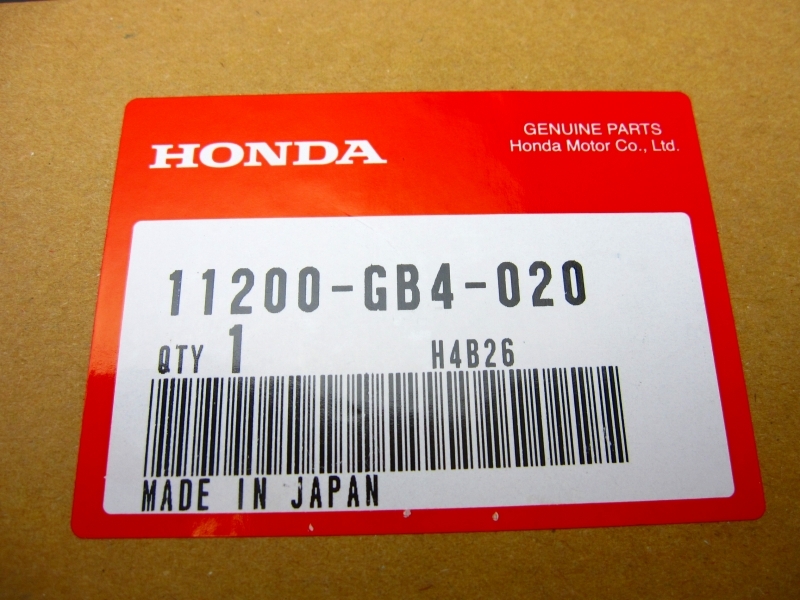 HONDA
GENUINE PARTS
Honda Motor Co., Ltd.
11200-GB4-020
QTY 1 H4B26
MADE IN JAPAN